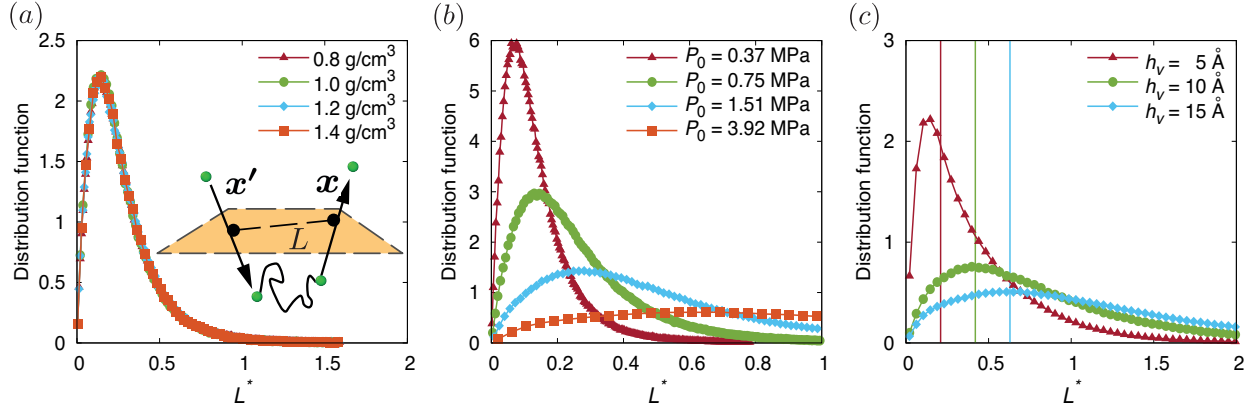 (a)
2.5
2
1.5
1
0.5
0
0
0.5
1
1.5
2
Distribution function
L*
0.8 g/cm³
1.0 g/cm³
1.2 g/cm³
1.4 g/cm³
x′
x
L
(b)
6
5
4
3
2
1
0
0
0.2
0.4
0.6
0.8
1
Distribution function
L*
P₀ = 0.37 MPa
P₀ = 0.75 MPa
P₀ = 1.51 MPa
P₀ = 3.92 MPa
(c)
3
2
1
0
0
0.5
1
1.5
2
Distribution function
L*
hᵥ = 5 Å
hᵥ = 10 Å
hᵥ = 15 Å